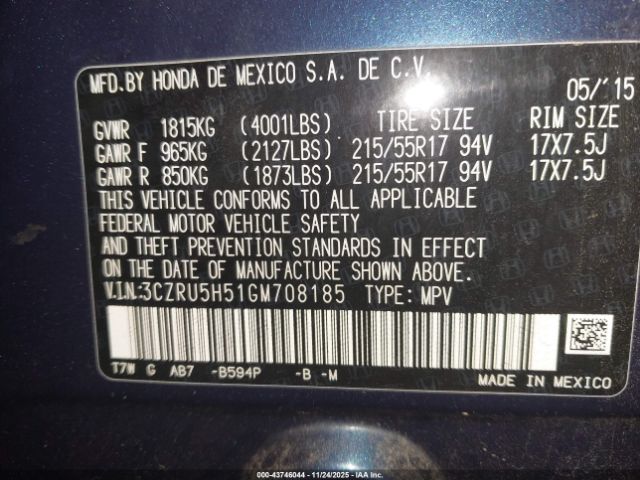 MFD.BY HONDA DE MEXICO S.A. DE C.V.
05/'15
GVWR 1815KG (4001LBS) TIRE SIZE RIM SIZE
GAWR F 965KG (2127LBS) 215/55R17 94V 17X7.5J
GAWR R 850KG (1873LBS) 215/55R17 94V 17X7.5J
THIS VEHICLE CONFORMS TO ALL APPLICABLE
FEDERAL MOTOR VEHICLE SAFETY
AND THEFT PREVENTION STANDARDS IN EFFECT
ON THE DATE OF MANUFACTURE SHOWN ABOVE.
V.I.N:3CZRU5H51GM708185 TYPE: MPV
T7W G AB7 -B594P -B -M
MADE IN MEXICO
000-43746044 — 11/24/2025 — IAAI.COM